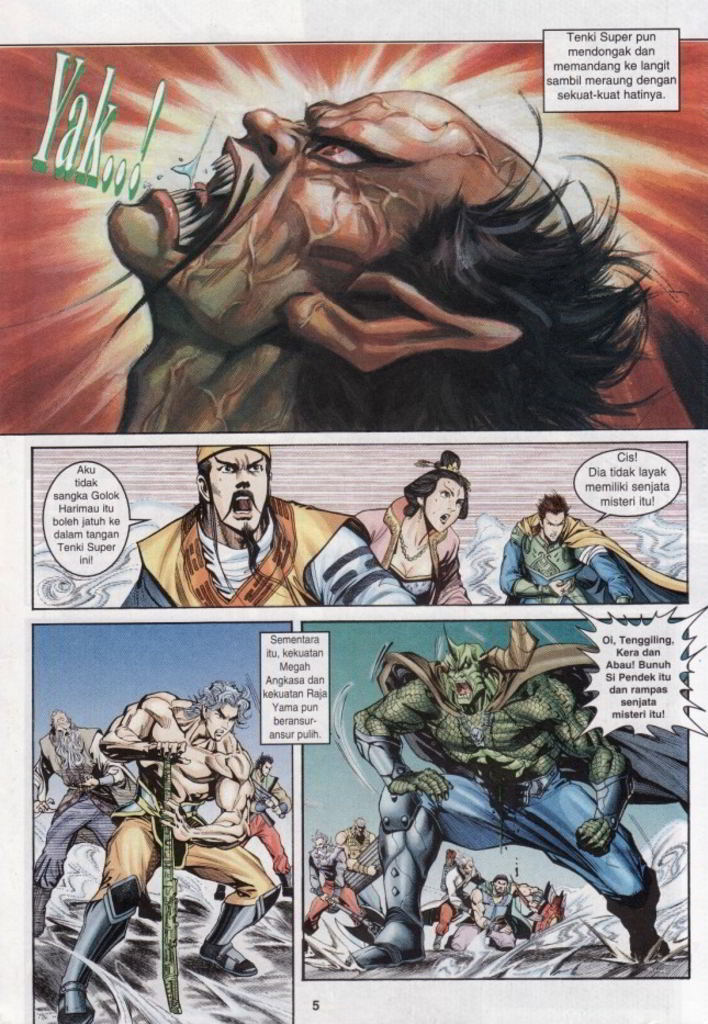 Tenki Super pun
mendongak dan
memandang ke langit
sambil meraung dengan
sekuat-kuat hatinya.
Yak...!
Aku
tidak
sangka Golok
Harimau itu
boleh jatuh ke
dalam tangan
Tenki Super
ini!
Cis!
Dia tidak layak
memiliki senjata
misteri itu!
Sementara
itu, kekuatan
Megah
Angkasa dan
kekuatan Raja
Yama pun
beransur-
ansur pulih.
Oi, Tenggiling,
Kera dan
Abau! Bunuh
Si Pendek itu
dan rampas
senjata
misteri itu!
5